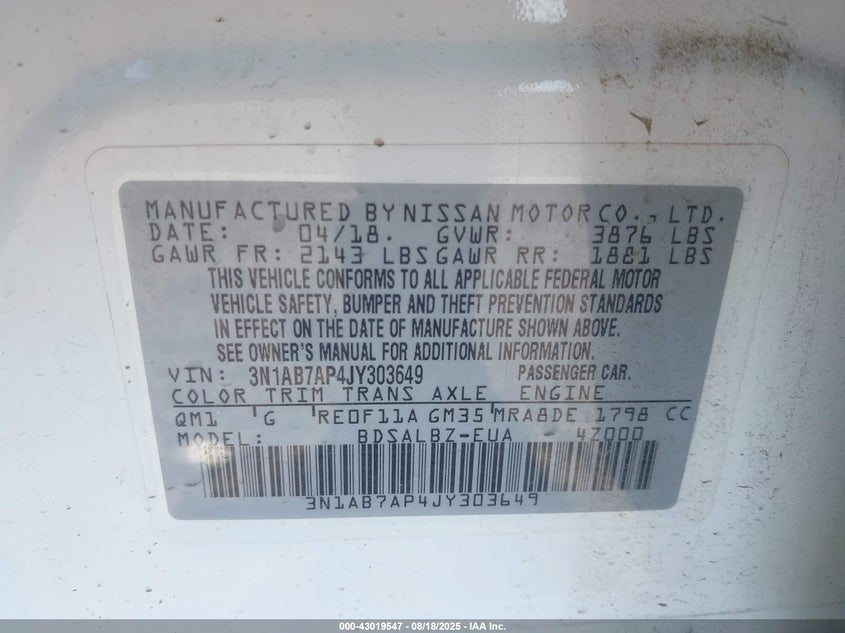 MANUFACTURED BY NISSAN MOTOR CO., LTD.
DATE: 04/18. GVWR: 3876 LBS
GAWR FR: 2143 LBS GAWR RR: 1881 LBS
THIS VEHICLE CONFORMS TO ALL APPLICABLE FEDERAL MOTOR
VEHICLE SAFETY, BUMPER AND THEFT PREVENTION STANDARDS
IN EFFECT ON THE DATE OF MANUFACTURE SHOWN ABOVE.
SEE OWNER'S MANUAL FOR ADDITIONAL INFORMATION.
VIN: 3N1AB7AP4JY303649 PASSENGER CAR.
COLOR TRIM TRANS AXLE ENGINE
QM1 G RE0F11A GM35 MRA8DE 1798 CC
MODEL: BDSALBZ-EUA 4Z000
3N1AB7AP4JY303649
000-43019547 - 08/18/2025 - IAA Inc.